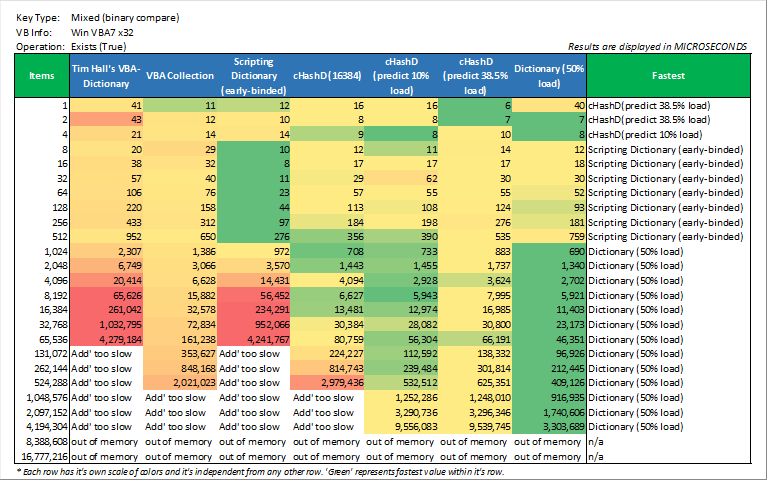 Key Type: Mixed (binary compare)
VB Info: Win VBA7 x32
Operation: Exists (True)
Results are displayed in MICROSECONDS
Items Tim Hall's VBA-Dictionary VBA Collection Scripting Dictionary (early-binded) cHashD(16384) cHashD (predict 10% load) cHashD (predict 38.5% load) Dictionary (50% load) Fastest
1 41 11 12 16 16 6 40 cHashD(predict 38.5% load)
2 43 12 10 8 8 7 7 cHashD(predict 38.5% load)
4 21 14 14 9 8 10 8 cHashD(predict 10% load)
8 20 29 10 12 11 14 12 Scripting Dictionary (early-binded)
16 38 32 8 17 17 17 18 Scripting Dictionary (early-binded)
32 57 40 11 29 62 30 30 Scripting Dictionary (early-binded)
64 106 76 23 57 55 55 52 Scripting Dictionary (early-binded)
128 220 158 44 113 108 124 93 Scripting Dictionary (early-binded)
256 433 312 97 184 198 276 181 Scripting Dictionary (early-binded)
512 952 650 276 356 390 535 759 Scripting Dictionary (early-binded)
1,024 2,307 1,386 972 708 733 883 690 Dictionary (50% load)
2,048 6,749 3,066 3,570 1,443 1,455 1,737 1,340 Dictionary (50% load)
4,096 20,414 6,628 14,431 4,094 2,928 3,624 2,702 Dictionary (50% load)
8,192 65,626 15,882 56,452 6,627 5,943 7,995 5,921 Dictionary (50% load)
16,384 261,042 32,578 234,291 13,481 12,974 16,985 11,403 Dictionary (50% load)
32,768 1,032,795 72,834 952,066 30,384 28,082 30,800 23,173 Dictionary (50% load)
65,536 4,279,184 161,238 4,241,767 80,759 56,304 66,191 46,351 Dictionary (50% load)
131,072 Add' too slow 353,627 Add' too slow 224,227 112,592 138,332 96,926 Dictionary (50% load)
262,144 Add' too slow 848,168 Add' too slow 814,743 239,484 301,814 212,445 Dictionary (50% load)
524,288 Add' too slow 2,021,023 Add' too slow 2,979,436 532,512 625,351 409,126 Dictionary (50% load)
1,048,576 Add' too slow Add' too slow Add' too slow Add' too slow 1,252,286 1,248,010 916,935 Dictionary (50% load)
2,097,152 Add' too slow Add' too slow Add' too slow Add' too slow 3,290,736 3,296,346 1,740,606 Dictionary (50% load)
4,194,304 Add' too slow Add' too slow Add' too slow Add' too slow 9,556,083 9,539,745 3,303,689 Dictionary (50% load)
8,388,608 out of memory out of memory out of memory out of memory out of memory out of memory out of memory n/a
16,777,216 out of memory out of memory out of memory out of memory out of memory out of memory out of memory n/a
* Each row has it's own scale of colors and it's independent from any other row. 'Green' represents fastest value within it's row.